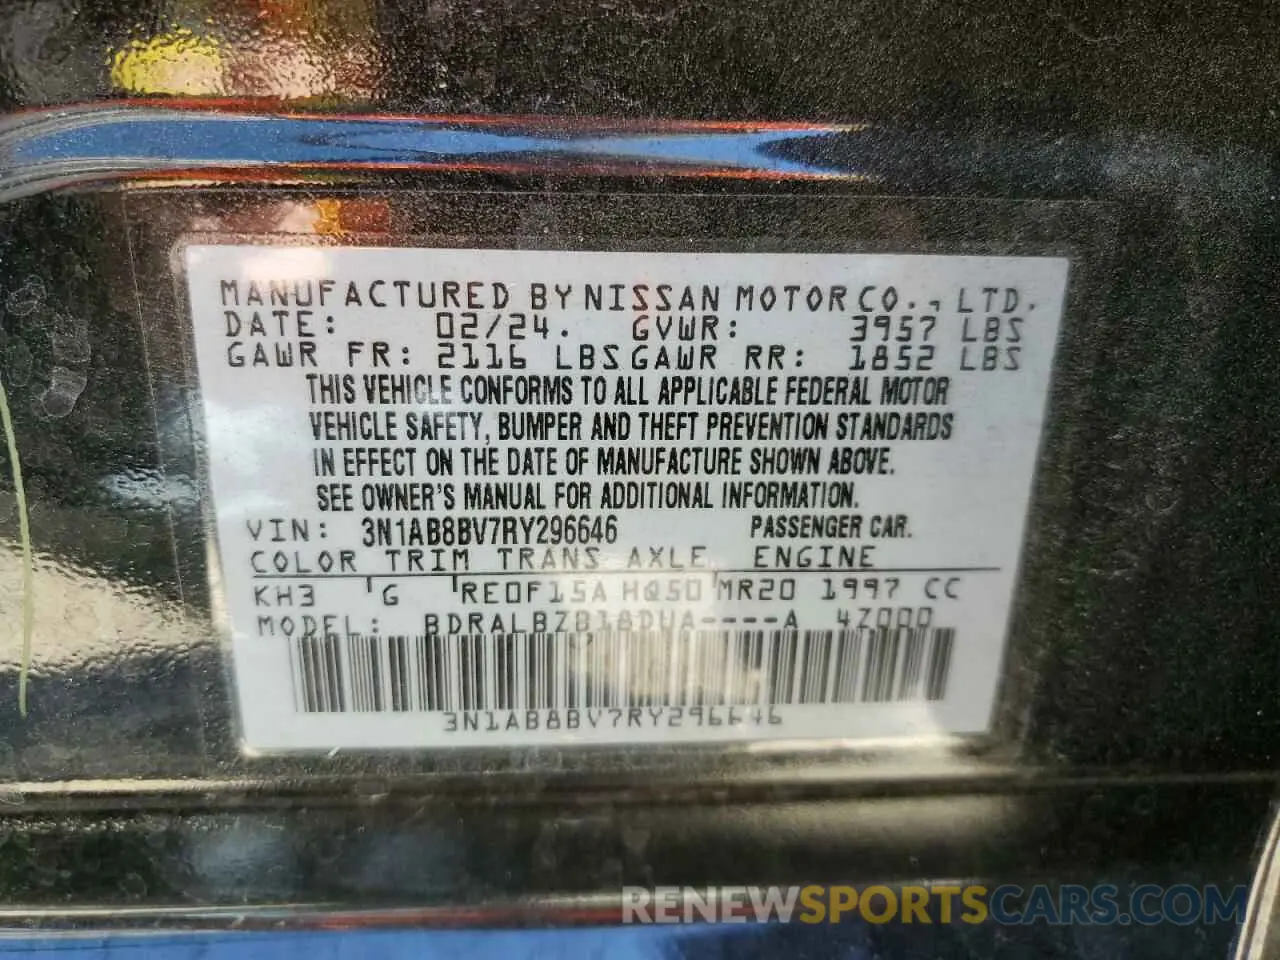 MANUFACTURED BY NISSAN MOTOR CO., LTD.
DATE: 02/24. GVWR: 3957 LBS
GAWR FR: 2116 LBS GAWR RR: 1852 LBS
THIS VEHICLE CONFORMS TO ALL APPLICABLE FEDERAL MOTOR
VEHICLE SAFETY, BUMPER AND THEFT PREVENTION STANDARDS
IN EFFECT ON THE DATE OF MANUFACTURE SHOWN ABOVE.
SEE OWNER'S MANUAL FOR ADDITIONAL INFORMATION.
VIN: 3N1AB8BV7RY296646 PASSENGER CAR.
COLOR TRIM TRANS AXLE ENGINE
KH3 G RE0F15A HQ50 MR20 1997 CC
MODEL: BDRALBZB18DUA----A 4Z000
3N1AB8BV7RY296646
RENEWSPORTSCARS.COM